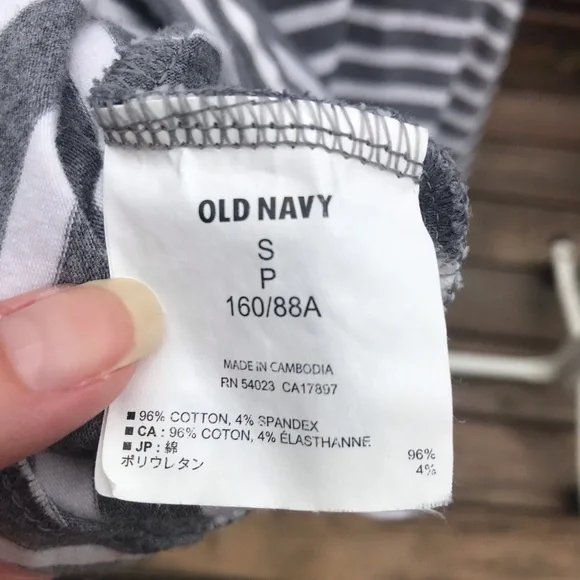 OLD NAVY
S
P
160/88A
MADE IN CAMBODIA
RN 54023 CA17897
■ 96% COTTON, 4% SPANDEX
■ CA : 96% COTON, 4% ÉLASTHANNE
■ JP : 綿 96%
ポリウレタン 4%